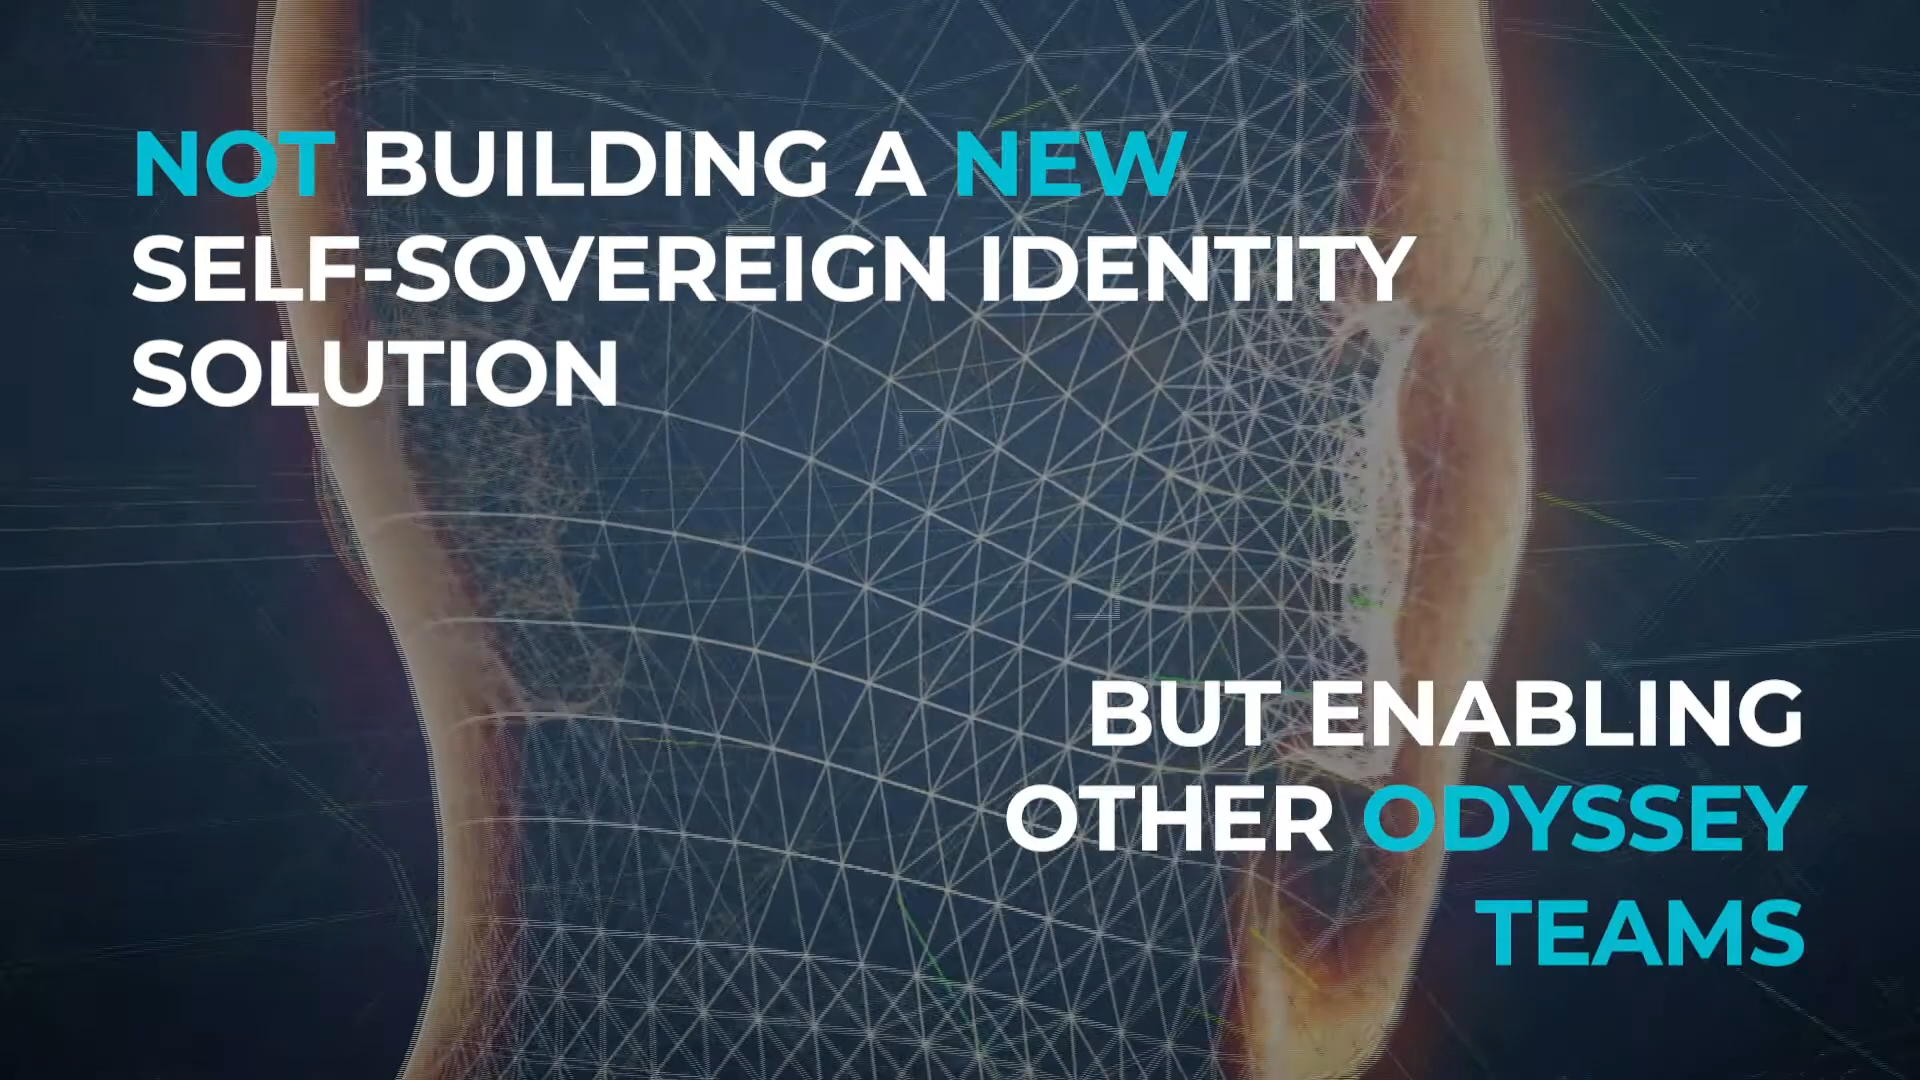 NOT BUILDING A NEW
SELF-SOVEREIGN IDENTITY
SOLUTION
BUT ENABLING
OTHER ODYSSEY
TEAMS